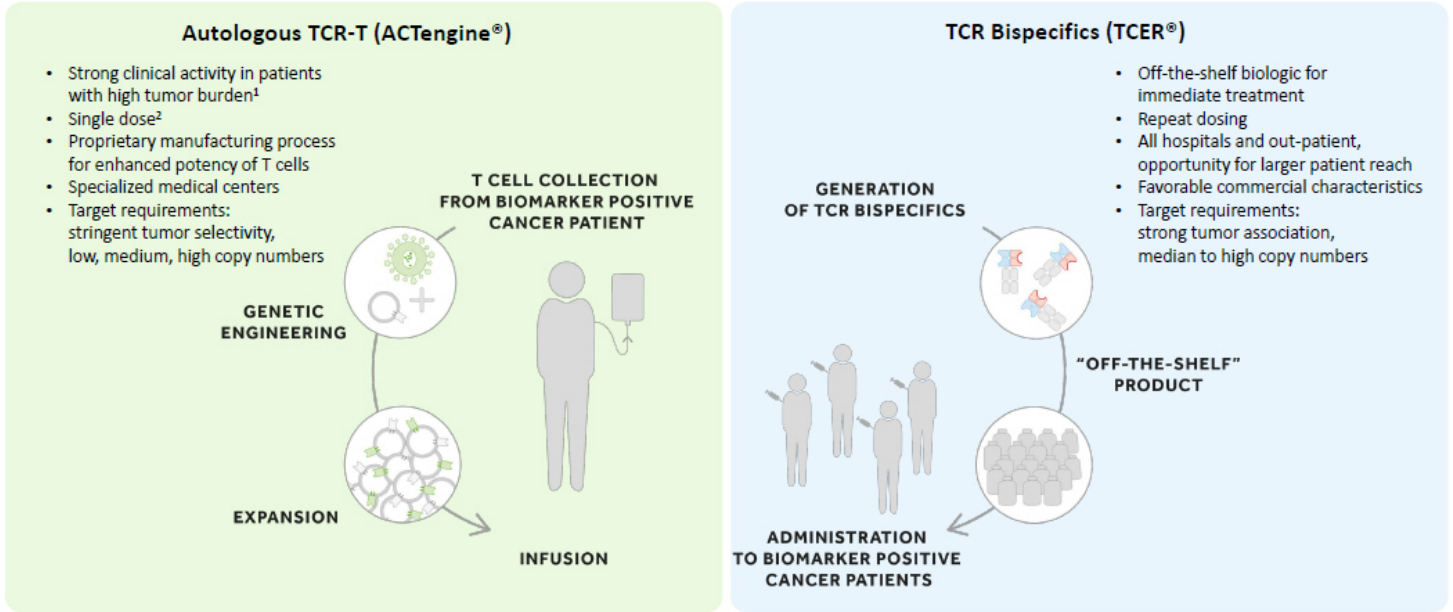 Autologous TCR-T (ACTengine®)
• Strong clinical activity in patients
with high tumor burden¹
• Single dose²
• Proprietary manufacturing process
for enhanced potency of T cells
• Specialized medical centers
• Target requirements:
stringent tumor selectivity,
low, medium, high copy numbers
T CELL COLLECTION
FROM BIOMARKER POSITIVE
CANCER PATIENT
GENETIC
ENGINEERING
EXPANSION
INFUSION
TCR Bispecifics (TCER®)
• Off-the-shelf biologic for
immediate treatment
• Repeat dosing
• All hospitals and out-patient,
opportunity for larger patient reach
• Favorable commercial characteristics
• Target requirements:
strong tumor association,
median to high copy numbers
GENERATION
OF TCR BISPECIFICS
“OFF-THE-SHELF”
PRODUCT
ADMINISTRATION
TO BIOMARKER POSITIVE
CANCER PATIENTS